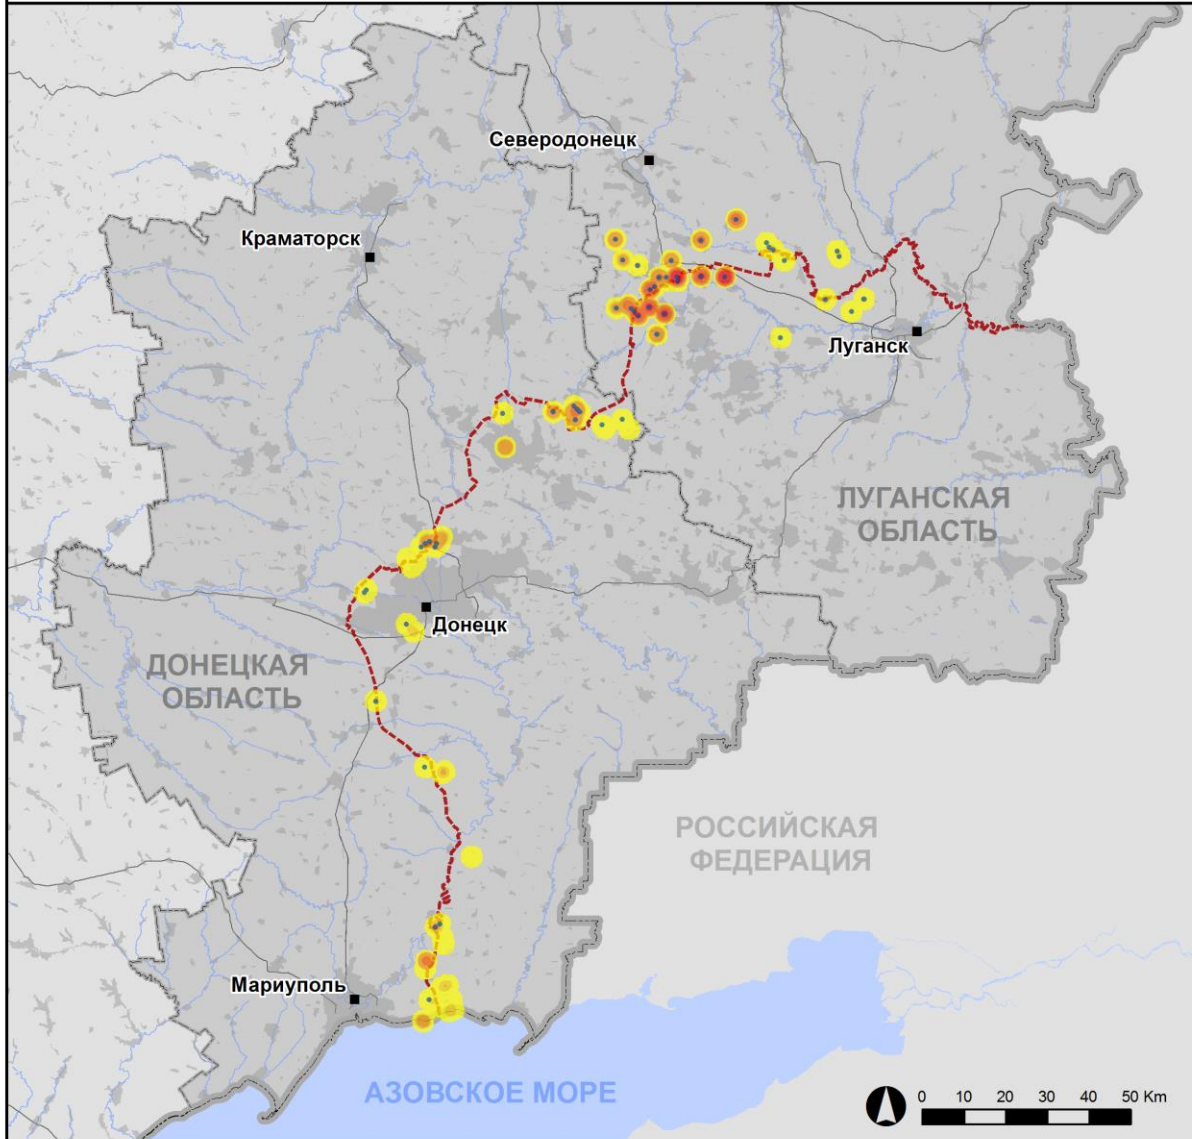 Северодонецк
Краматорск
Луганск
ЛУГАНСКАЯ
ОБЛАСТЬ
Донецк
ДОНЕЦКАЯ
ОБЛАСТЬ
РОССИЙСКАЯ
ФЕДЕРАЦИЯ
Мариуполь
АЗОВСКОЕ МОРЕ
0 10 20 30 40 50 Km